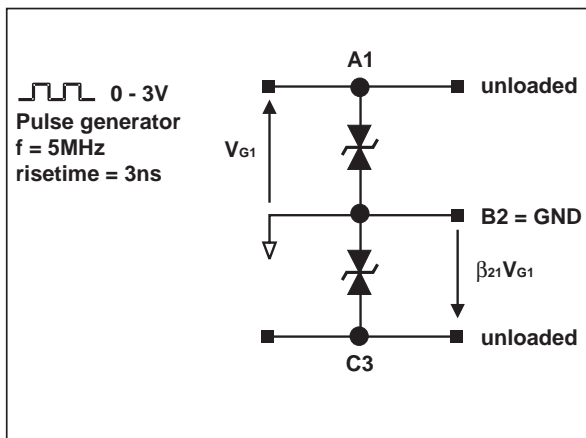 A1
0 - 3V
unloaded
Pulse generator
f = 5MHz
risetime = 3ns
VG1
B2 = GND
β21VG1
unloaded
C3